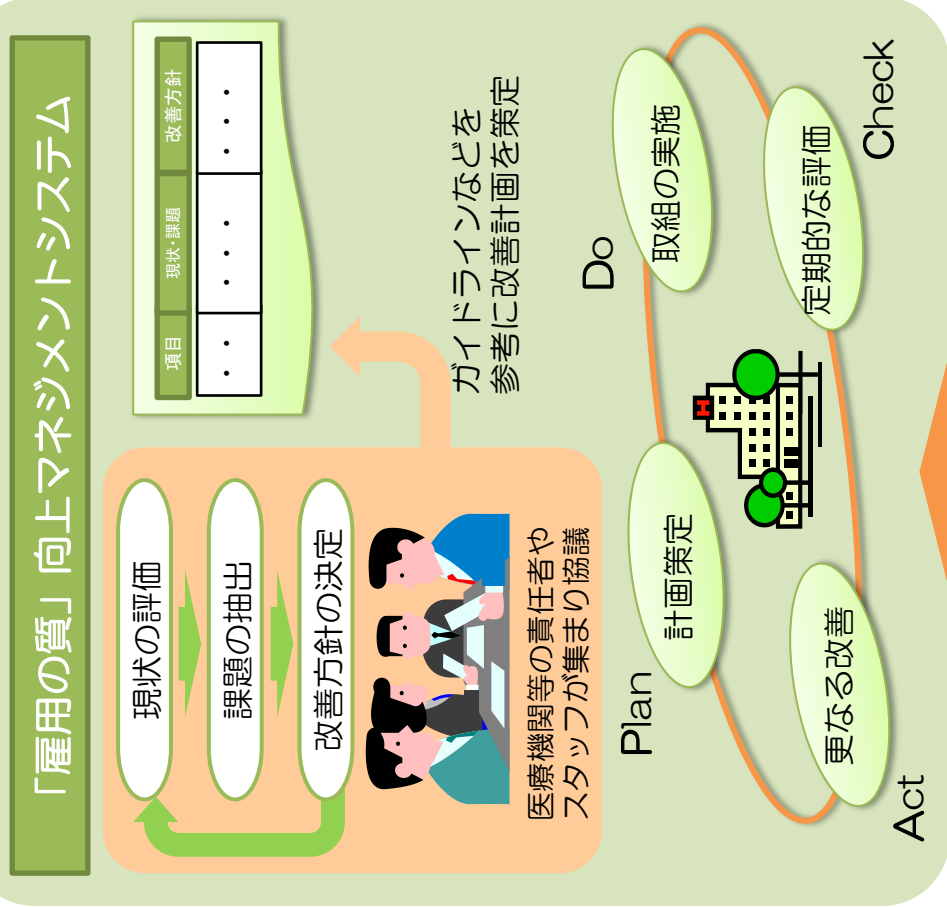 「雇用の質」向上マネジメントシステム
現状の評価
課題の抽出
改善方針の決定
医療機関等の責任者や
スタッフが集まり協議
項目
現状・課題
改善方針
・・
・・・
・・・
ガイドラインなどを
参考に改善計画を策定
Plan
計画策定
Do
取組の実施
定期的な評価
Check
更なる改善
Act
H